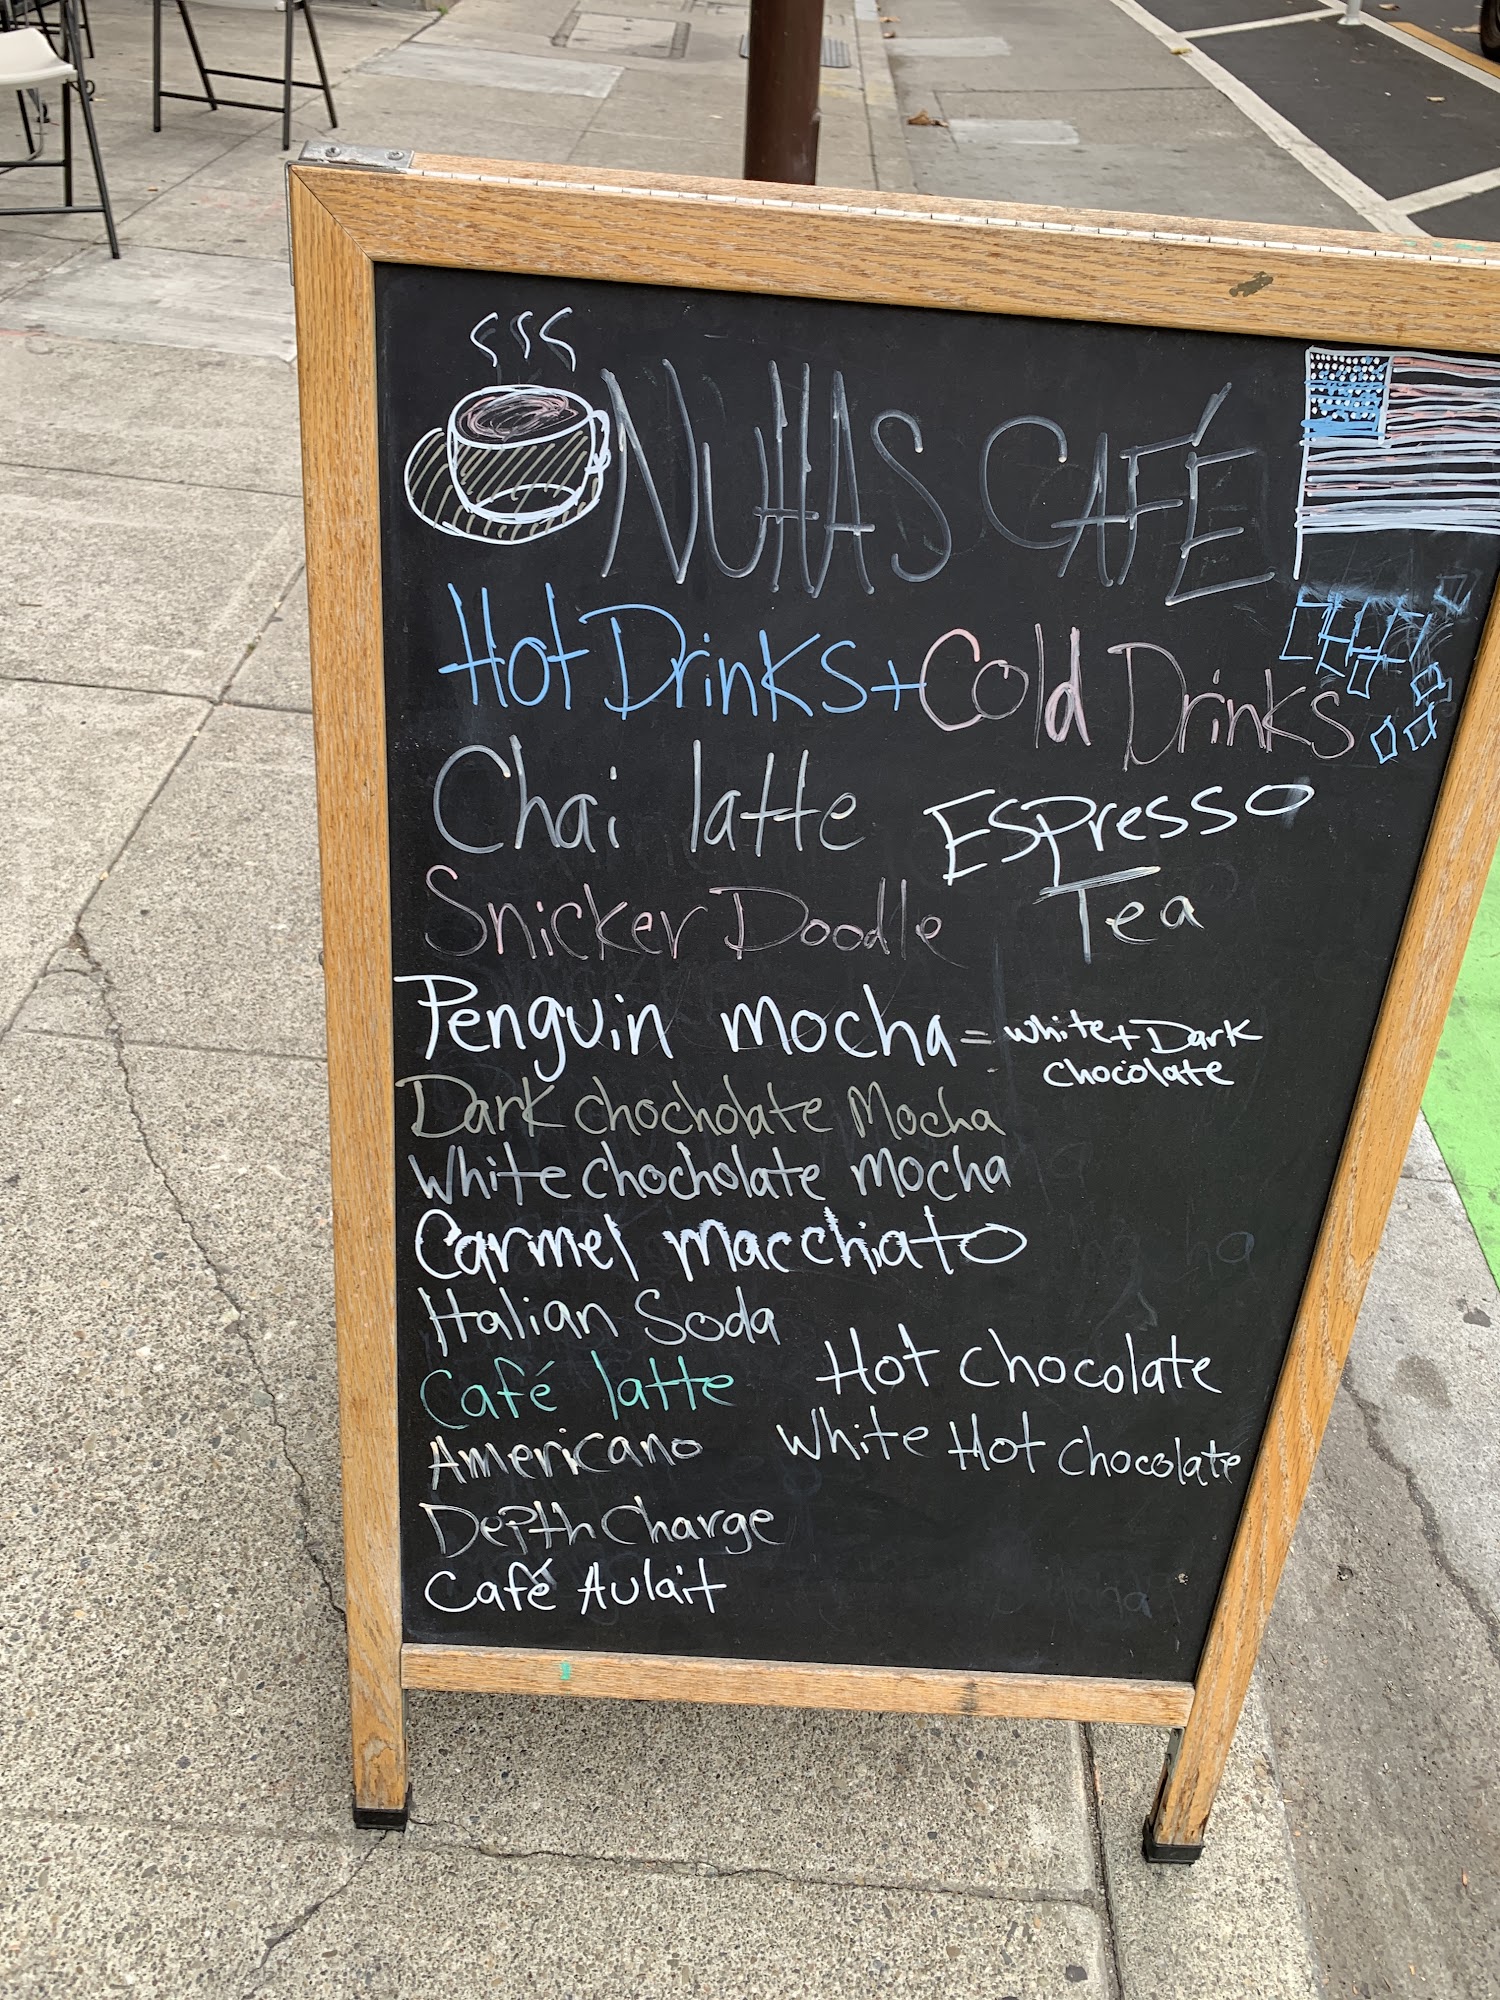 NUHAS CAFÉ
Hot Drinks + Cold Drinks
Chai latte Espresso
Snicker Doodle Tea
Penguin mocha = white + Dark
chocolate
Dark chocholate Mocha
White chocholate mocha
Carmel macchiato
Italian Soda
Hot chocolate
Café latte
Americano
White Hot chocolate
Depth Charge
Café Aulait